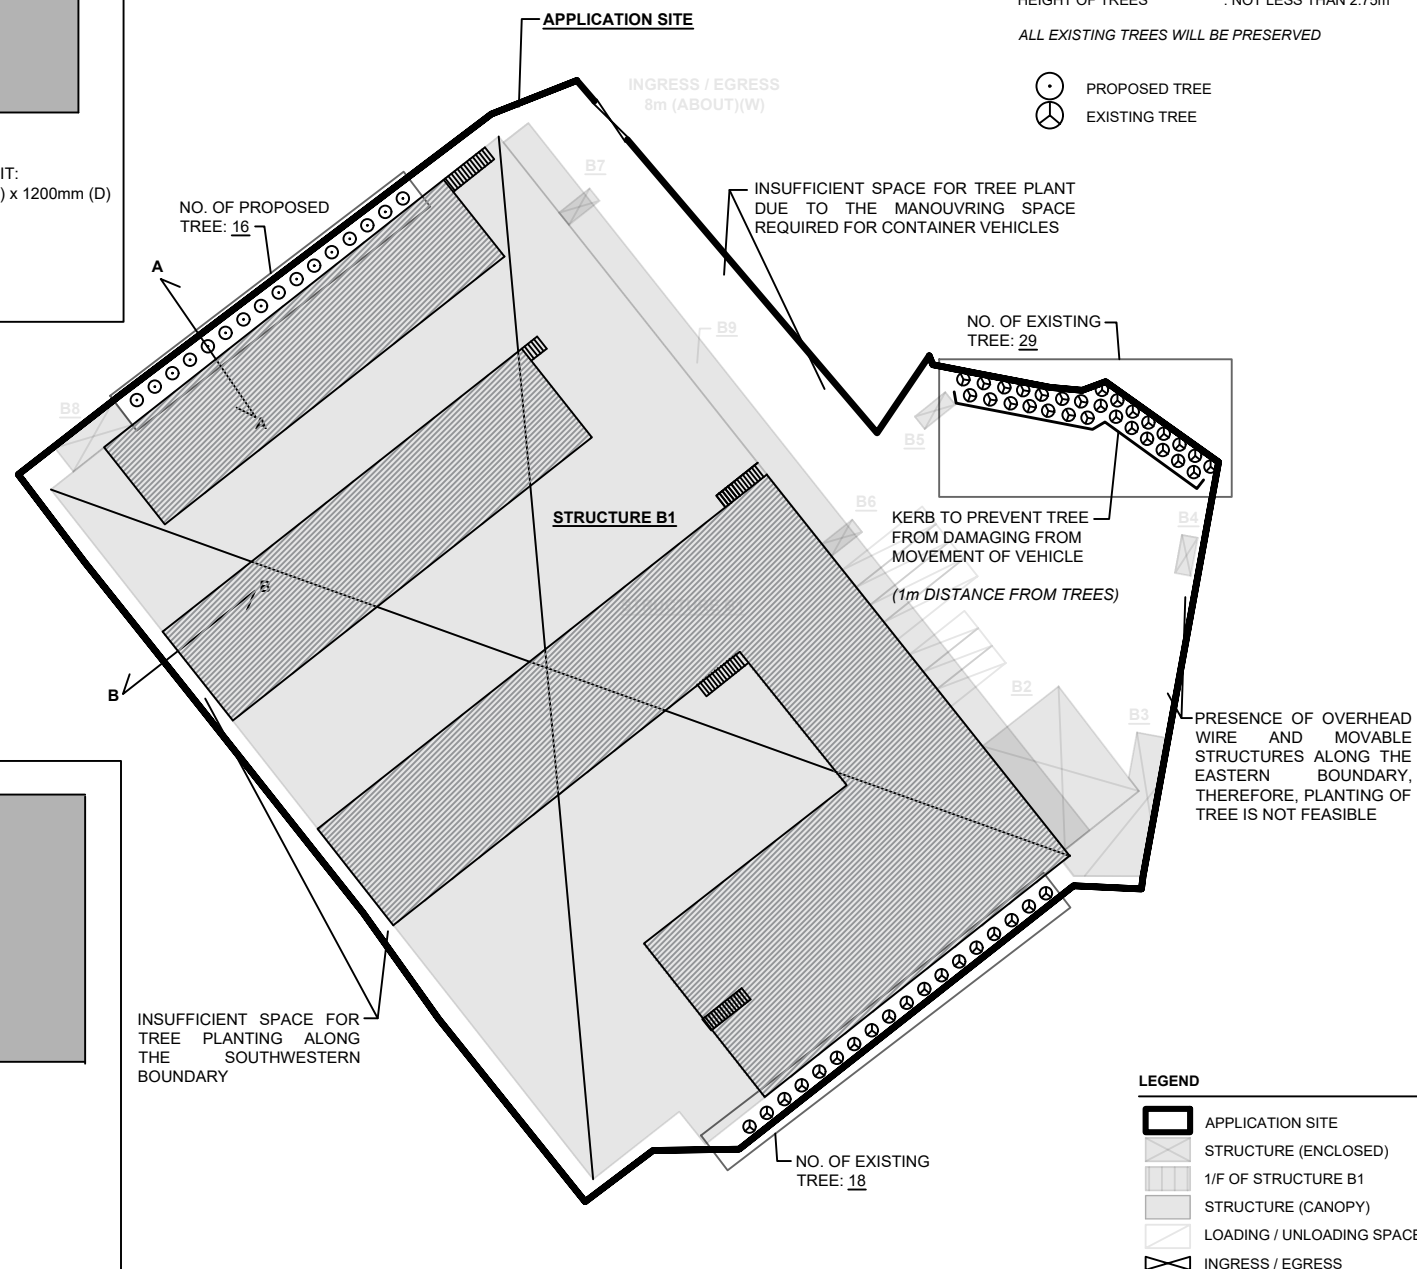 HEIGHT OF TREES : NOT LESS THAN 2.75m
ALL EXISTING TREES WILL BE PRESERVED
PROPOSED TREE
EXISTING TREE
APPLICATION SITE
INGRESS / EGRESS
8m (ABOUT)(W)
IT:
) x 1200mm (D)
NO. OF PROPOSED
TREE: 16
A
A
B7
INSUFFICIENT SPACE FOR TREE PLANT
DUE TO THE MANOUVRING SPACE
REQUIRED FOR CONTAINER VEHICLES
B9
NO. OF EXISTING
TREE: 29
B8
B5
STRUCTURE B1
B6
KERB TO PREVENT TREE
FROM DAMAGING FROM
MOVEMENT OF VEHICLE
(1m DISTANCE FROM TREES)
B4
B
B
B2
B3
PRESENCE OF OVERHEAD
WIRE AND MOVABLE
STRUCTURES ALONG THE
EASTERN BOUNDARY,
THEREFORE, PLANTING OF
TREE IS NOT FEASIBLE
INSUFFICIENT SPACE FOR
TREE PLANTING ALONG
THE SOUTHWESTERN
BOUNDARY
NO. OF EXISTING
TREE: 18
LEGEND
APPLICATION SITE
STRUCTURE (ENCLOSED)
1/F OF STRUCTURE B1
STRUCTURE (CANOPY)
LOADING / UNLOADING SPACE
INGRESS / EGRESS